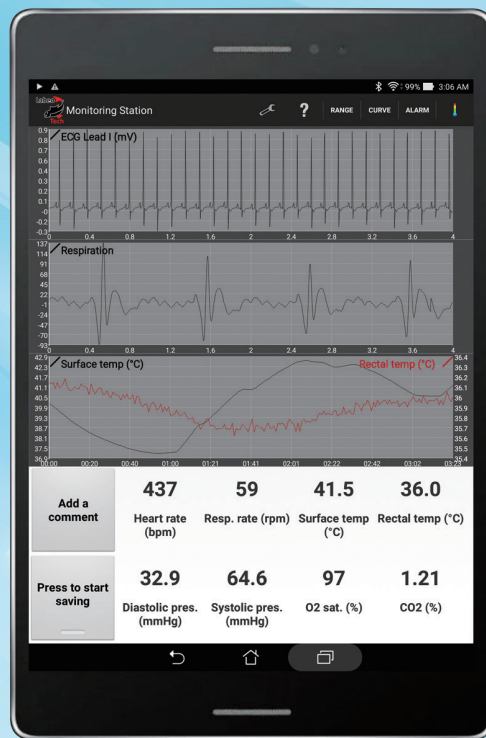 99% 3:06 AM
Labeo
Tech
Monitoring Station
? RANGE CURVE ALARM
ECG Lead I (mV)
0.9
0.8
0.7
0.6
0.4
0.3
0.2
0.1
-0
-0.2
-0.3
0 0.4 0.8 1.2 1.6 2 2.4 2.8 3.2 3.6 4
Respiration
137
114
91
68
45
22
-1
-24
-47
-70
-93
0 0.4 0.8 1.2 1.6 2 2.4 2.8 3.2 3.6 4
Surface temp (°C) Rectal temp (°C)
42.9 36.4
42.3 36.3
41.7 36.2
41.1 36.1
40.5 36
39.9 35.9
39.3 35.8
38.7 35.7
38.1 35.6
37.5 35.5
36.9 35.4
00:00 00:20 00:40 01:00 01:21 01:41 02:01 02:22 02:42 03:02 03:23
Add a
comment
437 59 41.5 36.0
Heart rate
(bpm)
Resp. rate (rpm)
Surface temp
(°C)
Rectal temp (°C)
Press to start
saving
32.9 64.6 97 1.21
Diastolic pres.
(mmHg)
Systolic pres.
(mmHg)
O2 sat. (%)
CO2 (%)